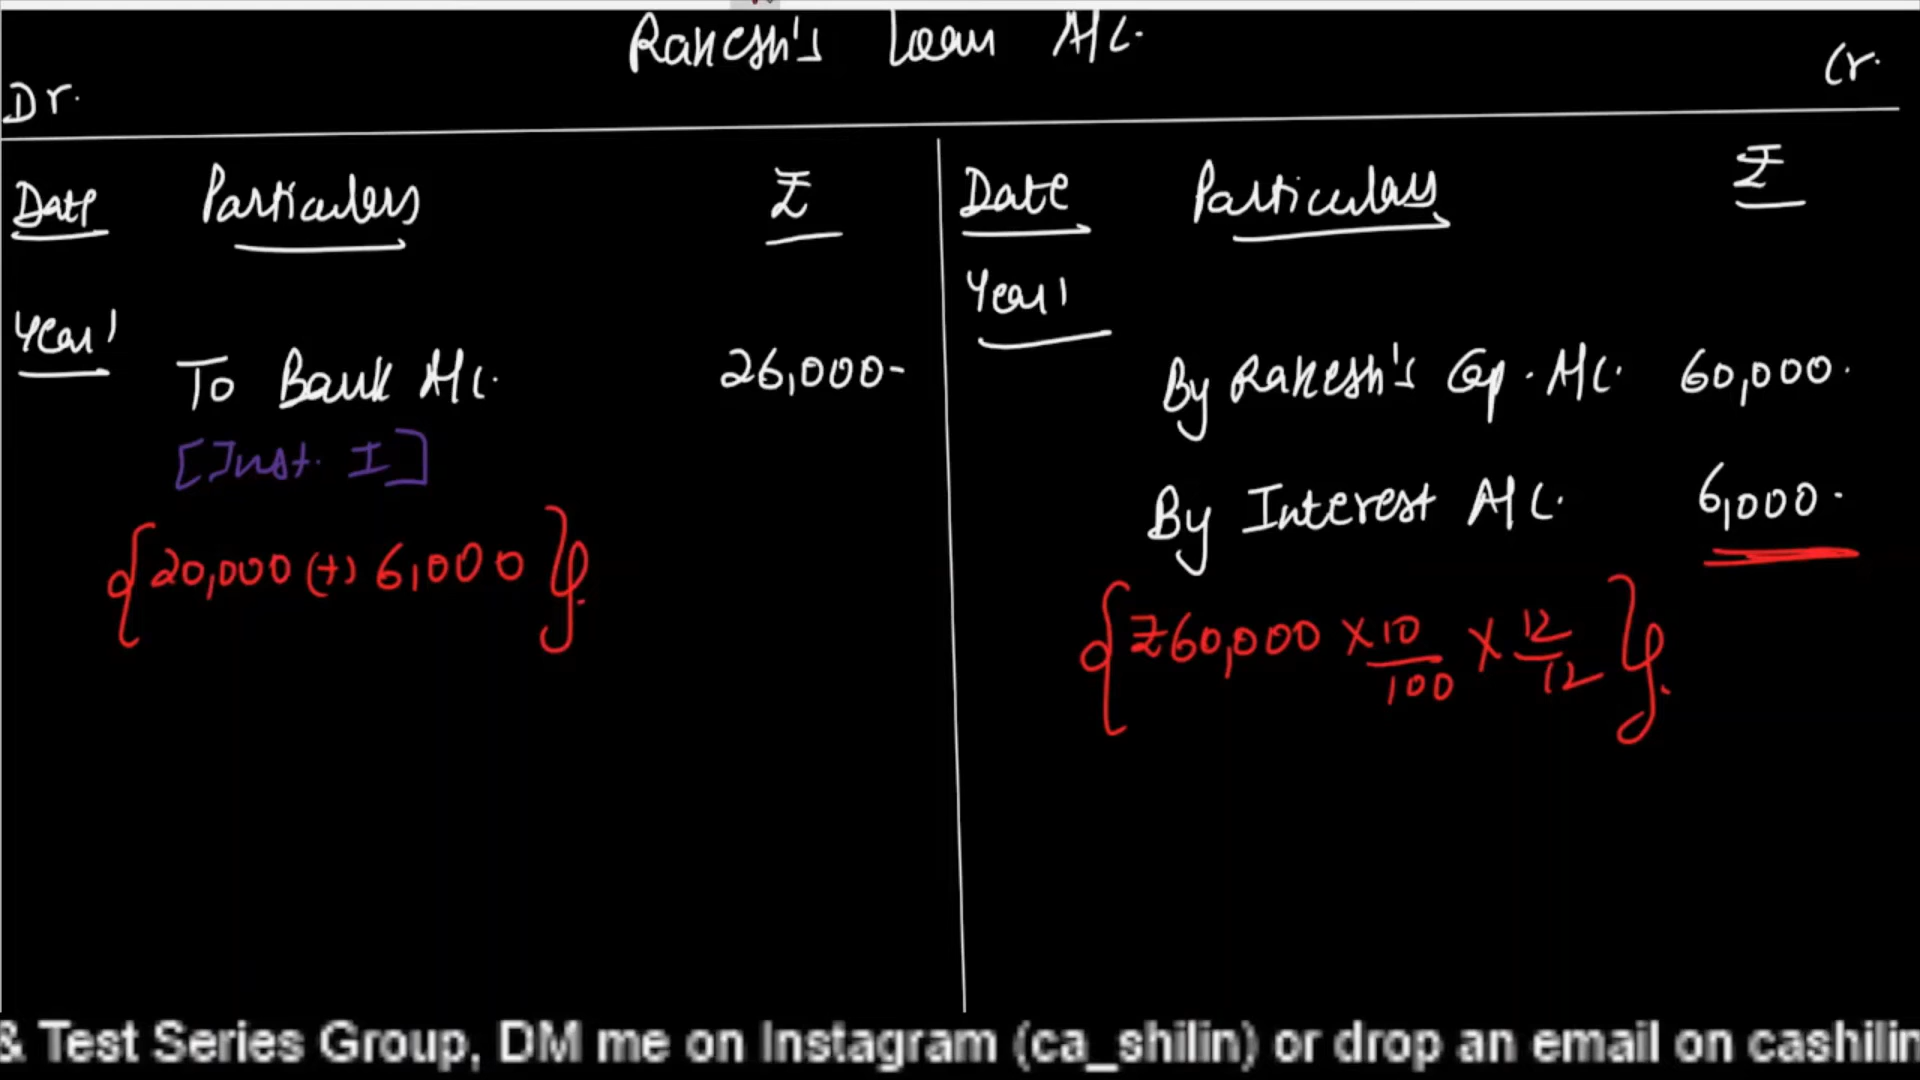 Rakesh's Loan A/c.
Dr.
Cr.
Date Particulars ₹ Date Particulars ₹
Year 1
Year 1
To Bank A/c. 26,000-
By Rakesh's Cap. A/c. 60,000.
[Inst. I]
By Interest A/c. 6,000.
{20,000 (+) 6,000}.
{₹60,000 × 10/100 × 12/12}.
& Test Series Group, DM me on Instagram (ca_shilin) or drop an email on cashilin